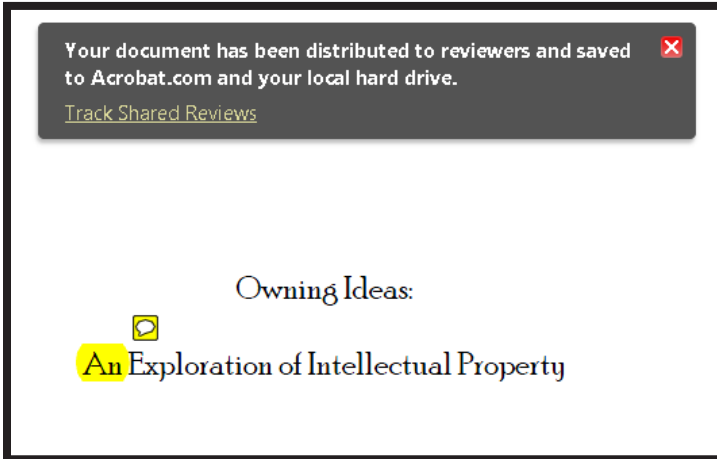 Your document has been distributed to reviewers and saved
to Acrobat.com and your local hard drive.
Track Shared Reviews
Owning Ideas:
An Exploration of Intellectual Property